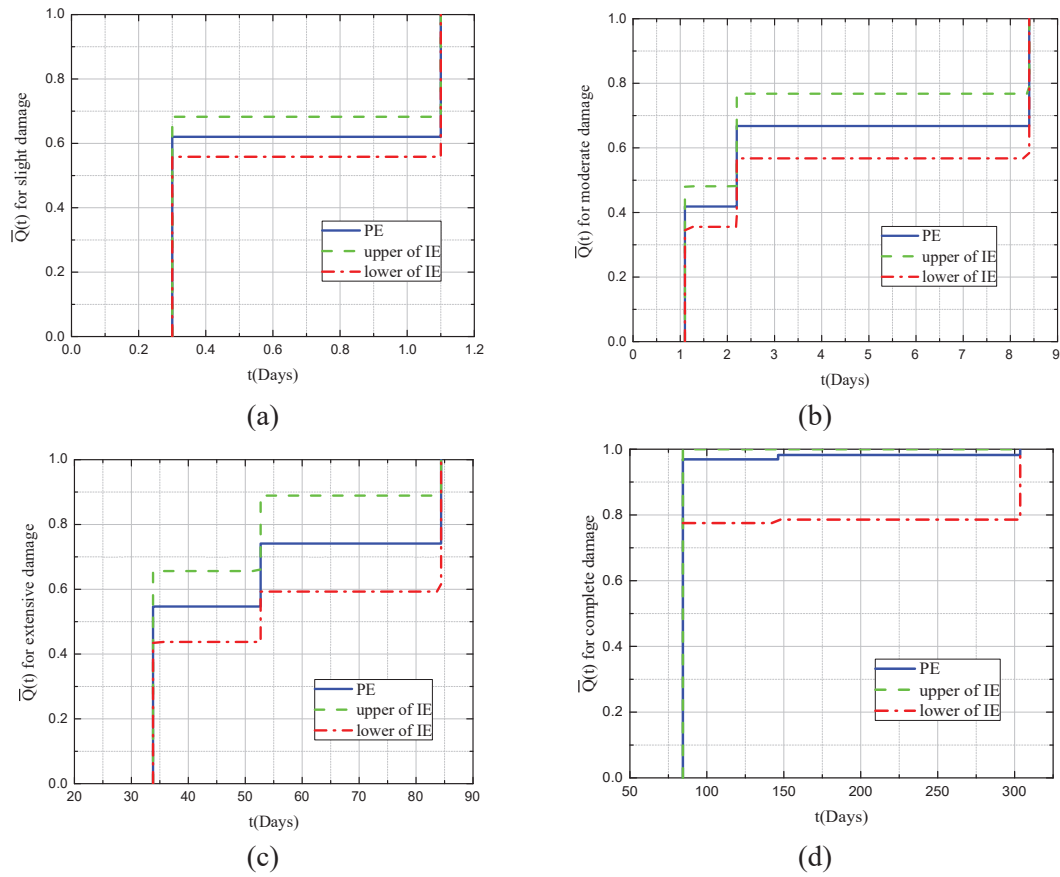 1.0
0.8
0.6
0.4
0.2
0.0
Q̅(t) for slight damage
PE
upper of IE
lower of IE
0.0 0.2 0.4 0.6 0.8 1.0 1.2
t(Days)
(a)
1.0
0.8
0.6
0.4
0.2
0.0
Q̅(t) for moderate damage
PE
upper of IE
lower of IE
0 1 2 3 4 5 6 7 8 9
t(Days)
(b)
1.0
0.8
0.6
0.4
0.2
0.0
Q̅(t) for extensive damage
PE
upper of IE
lower of IE
20 30 40 50 60 70 80 90
t(Days)
(c)
1.0
0.8
0.6
0.4
0.2
0.0
Q̅(t) for complete damage
PE
upper of IE
lower of IE
50 100 150 200 250 300
t(Days)
(d)